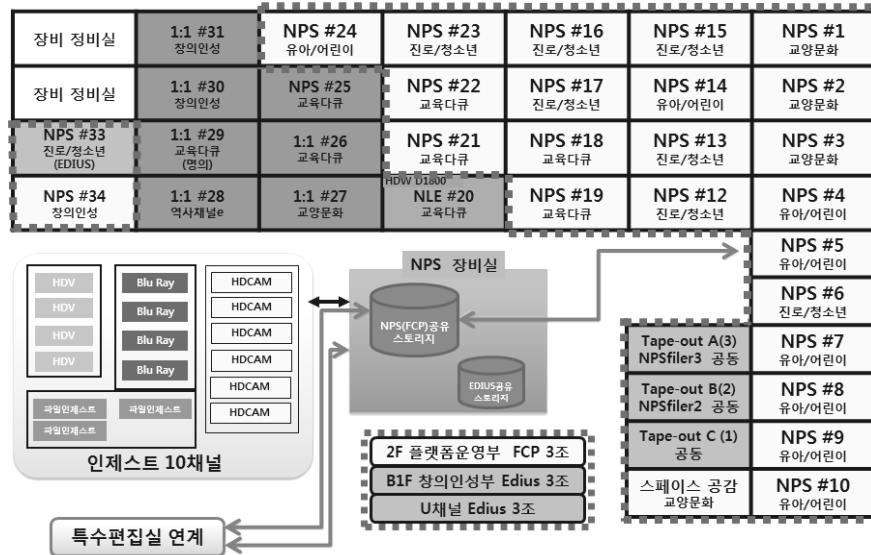 장비 정비실
1:1 #31
창의인성
NPS #24
유아/어린이
NPS #23
진로/청소년
NPS #16
진로/청소년
NPS #15
진로/청소년
NPS #1
교양문화
장비 정비실
1:1 #30
창의인성
NPS #25
교육다큐
NPS #22
교육다큐
NPS #17
진로/청소년
NPS #14
유아/어린이
NPS #2
교양문화
NPS #33
진로/청소년
(EDIUS)
1:1 #29
교육다큐
(명의)
1:1 #26
교육다큐
NPS #21
교육다큐
NPS #18
교육다큐
NPS #13
진로/청소년
NPS #3
교양문화
NPS #34
창의인성
1:1 #28
역사채널e
1:1 #27
교양문화
HDW D1800
NLE #20
교육다큐
NPS #19
교육다큐
NPS #12
진로/청소년
NPS #4
유아/어린이
NPS #5
유아/어린이
NPS #6
진로/청소년
Tape-out A(3)
NPSfiler3 공동
NPS #7
유아/어린이
Tape-out B(2)
NPSfiler2 공동
NPS #8
유아/어린이
Tape-out C (1)
공동
NPS #9
유아/어린이
스페이스 공감
교양문화
NPS #10
유아/어린이
HDV
HDV
HDV
HDV
Blu Ray
Blu Ray
Blu Ray
Blu Ray
HDCAM
HDCAM
HDCAM
HDCAM
HDCAM
HDCAM
파일인제스트
파일인제스트
파일인제스트
인제스트 10채널
NPS 장비실
NPS(FCP)공유
스토리지
EDIUS공유
스토리지
2F 플랫폼운영부 FCP 3조
B1F 창의인성부 Edius 3조
U채널 Edius 3조
특수편집실 연계